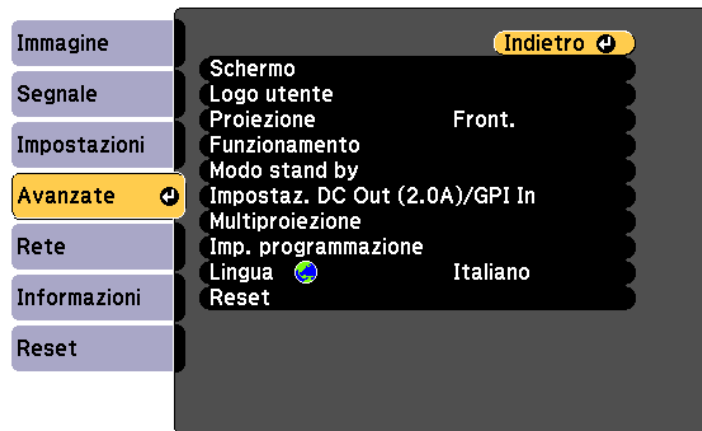 Immagine
Segnale
Impostazioni
Avanzate
Rete
Informazioni
Reset
Indietro
Schermo
Logo utente
Proiezione Front.
Funzionamento
Modo stand by
Impostaz. DC Out (2.0A)/GPI In
Multiproiezione
Imp. programmazione
Lingua Italiano
Reset